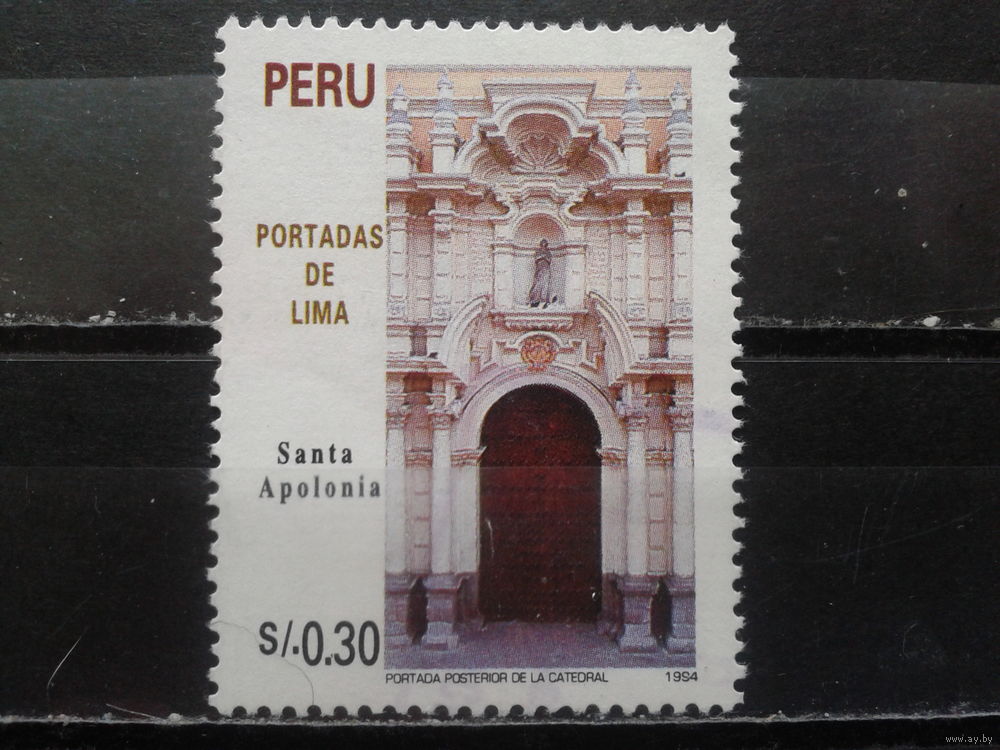 PERU
PORTADAS
DE
LIMA
Santa
Apolonia
S/.0.30
PORTADA POSTERIOR DE LA CATEDRAL 1994
www.ay.by